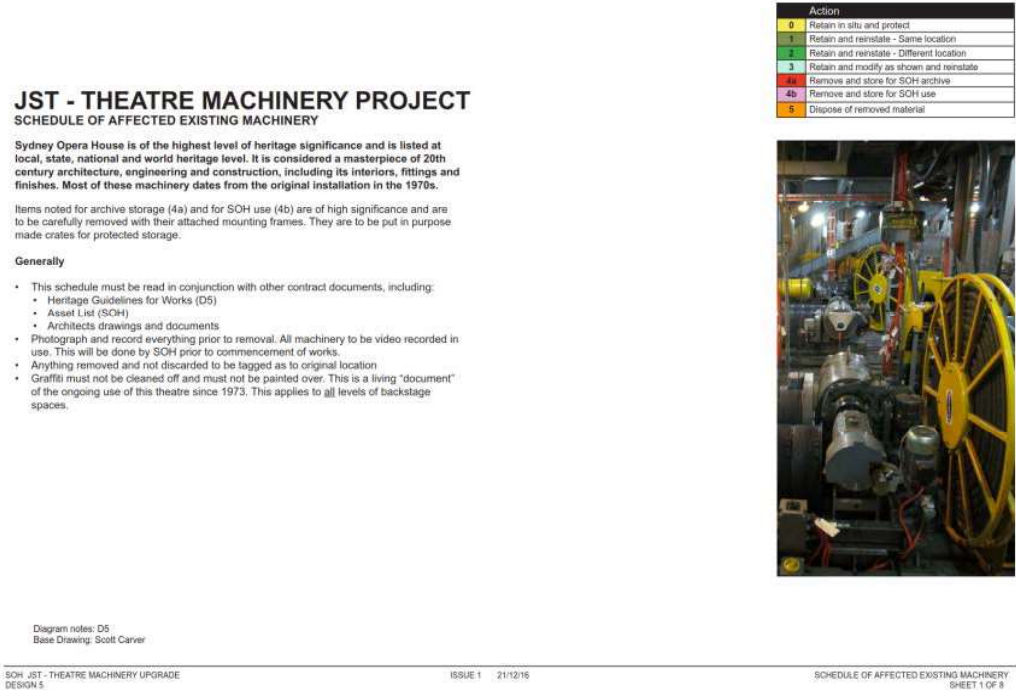 Action
0 Retain in situ and protect
1 Retain and reinstate - Same location
2 Retain and reinstate - Different location
3 Retain and modify as shown and reinstate
4a Remove and store for SOH archive
4b Remove and store for SOH use
5 Dispose of removed material
JST - THEATRE MACHINERY PROJECT
SCHEDULE OF AFFECTED EXISTING MACHINERY
Sydney Opera House is of the highest level of heritage significance and is listed at
local, state, national and world heritage level. It is considered a masterpiece of 20th
century architecture, engineering and construction, including its interiors, fittings and
finishes. Most of these machinery dates from the original installation in the 1970s.
Items noted for archive storage (4a) and for SOH use (4b) are of high significance and are
to be carefully removed with their attached mounting frames. They are to be put in purpose
made crates for protected storage.
Generally
• This schedule must be read in conjunction with other contract documents, including:
• Heritage Guidelines for Works (D5)
• Asset List (SOH)
• Architects drawings and documents
• Photograph and record everything prior to removal. All machinery to be video recorded in
use. This will be done by SOH prior to commencement of works.
• Anything removed and not discarded to be tagged as to original location
• Graffiti must not be cleaned off and must not be painted over. This is a living “document”
of the ongoing use of this theatre since 1973. This applies to all levels of backstage
spaces.
Diagram notes: D5
Base Drawing: Scott Carver
SOH JST - THEATRE MACHINERY UPGRADE
DESIGN 5
ISSUE 1 21/12/16
SCHEDULE OF AFFECTED EXISTING MACHINERY
SHEET 1 OF 8